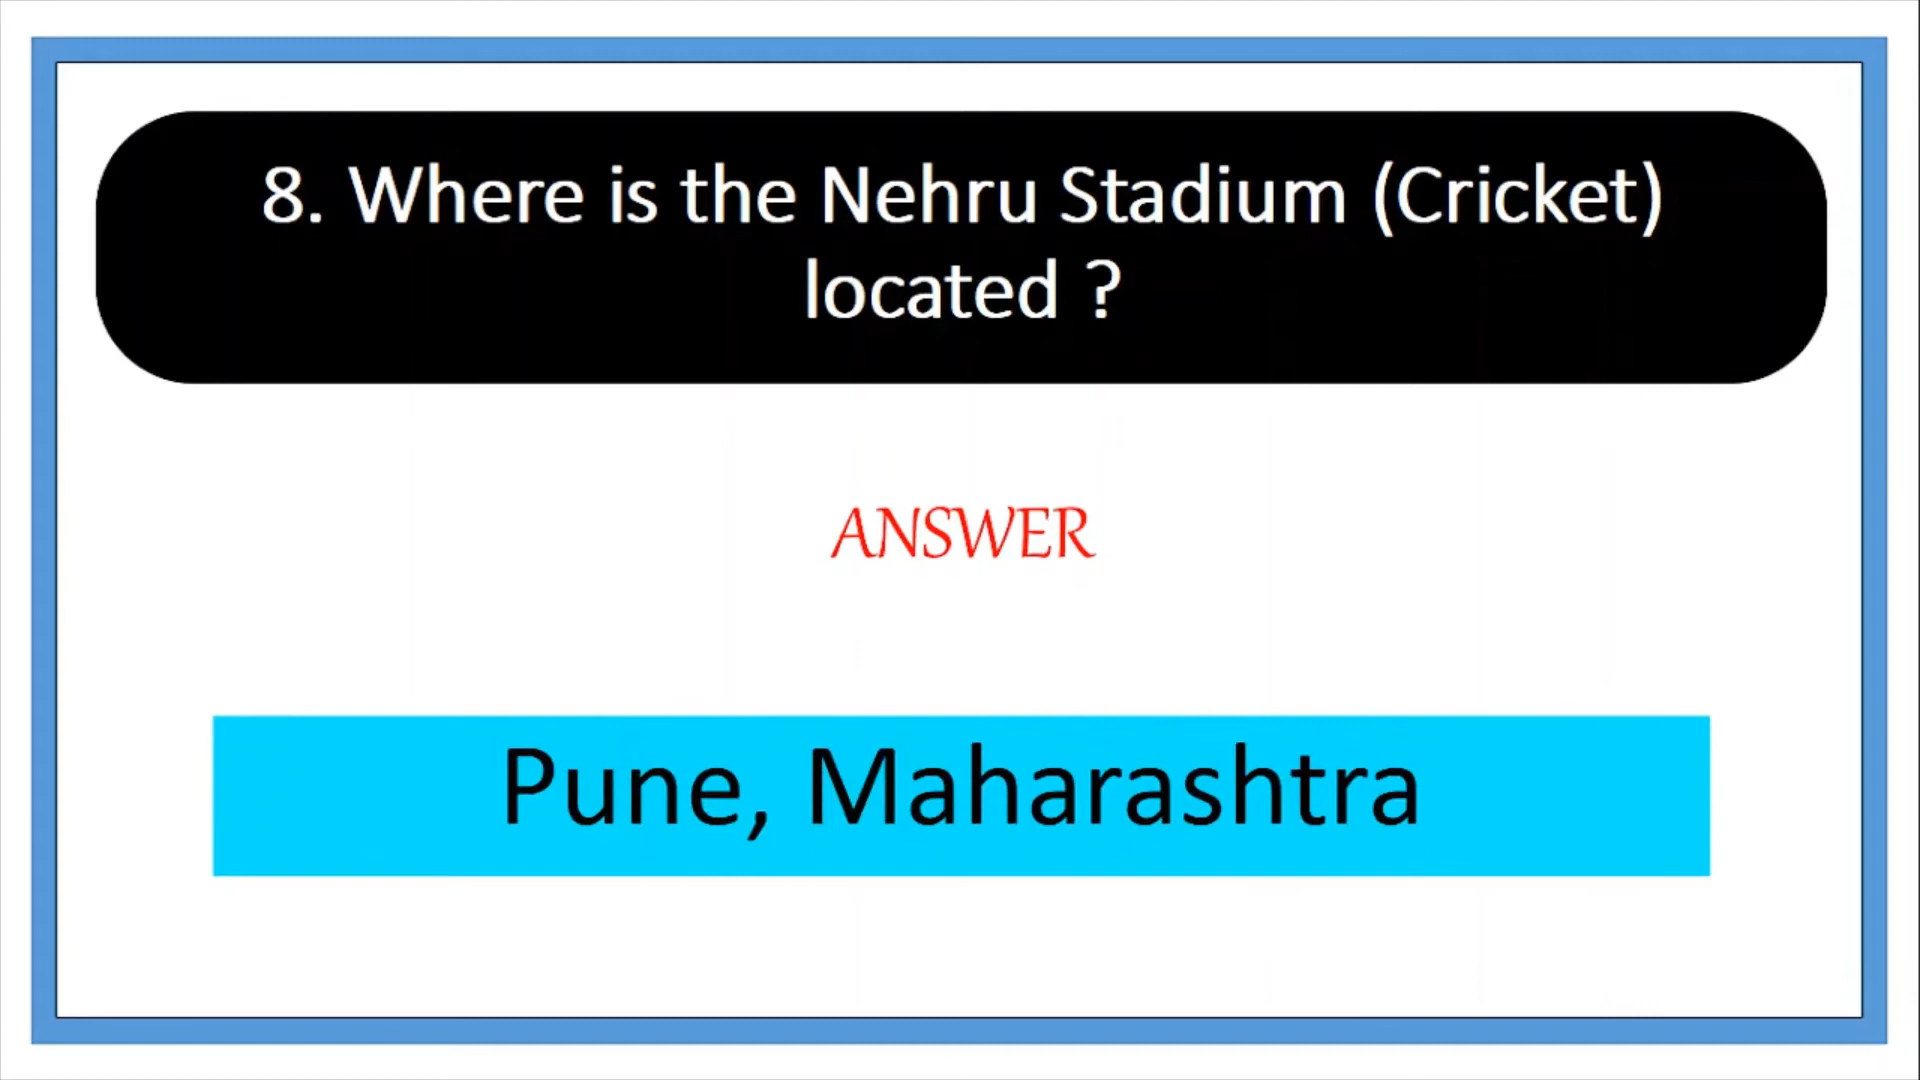 8. Where is the Nehru Stadium (Cricket)
located ?
ANSWER
Pune, Maharashtra